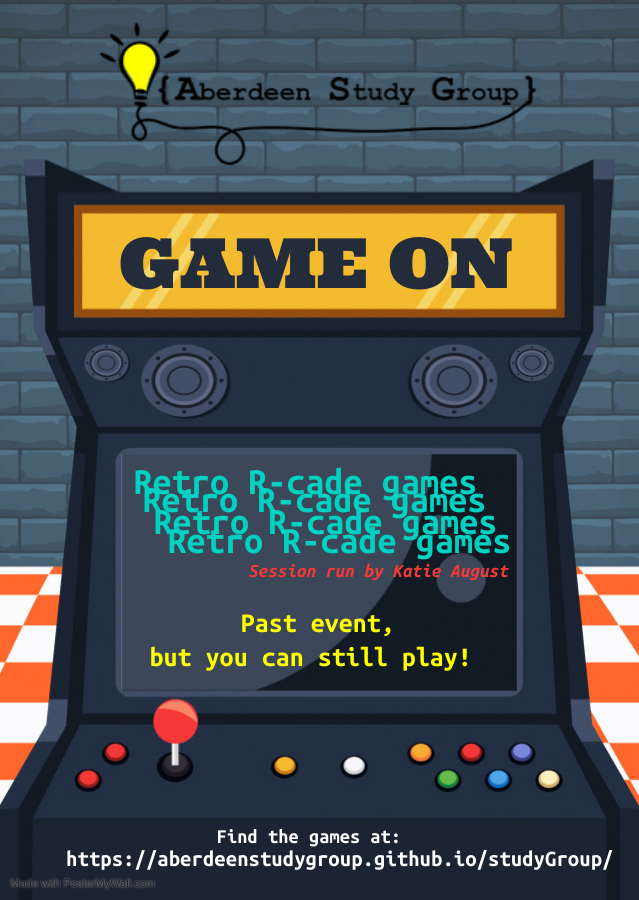 {Aberdeen Study Group}
GAME ON
Retro R-cade games
Retro R-cade games
Retro R-cade games
Retro R-cade games
Session run by Katie August
Past event,
but you can still play!
Find the games at:
https://aberdeenstudygroup.github.io/studyGroup/
Made with PosterMyWall.com